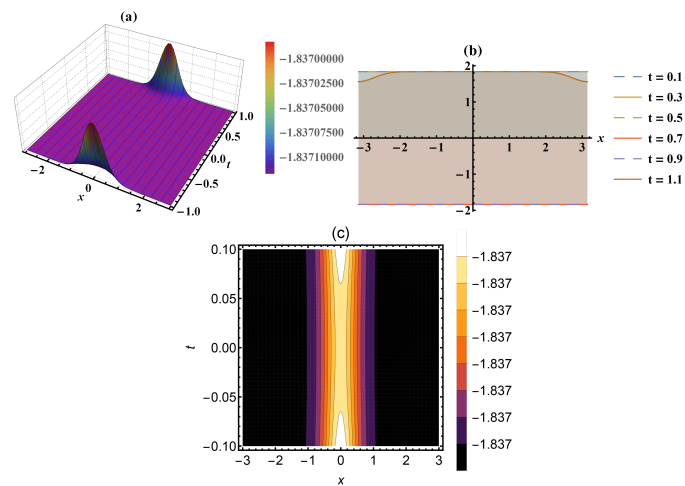 (a)
−2
0
x
2
−1.0
−0.5
0.0
t
0.5
1.0
−1.83700000
−1.83702500
−1.83705000
−1.83707500
−1.83710000
(b)
2
1
−3 −2 −1 1 2 3 x
−1
−2
t = 0.1
t = 0.3
t = 0.5
t = 0.7
t = 0.9
t = 1.1
(c)
0.10
0.05
0.00
−0.05
−0.10
t
−3 −2 −1 0 1 2 3
x
−1.837
−1.837
−1.837
−1.837
−1.837
−1.837
−1.837
−1.837